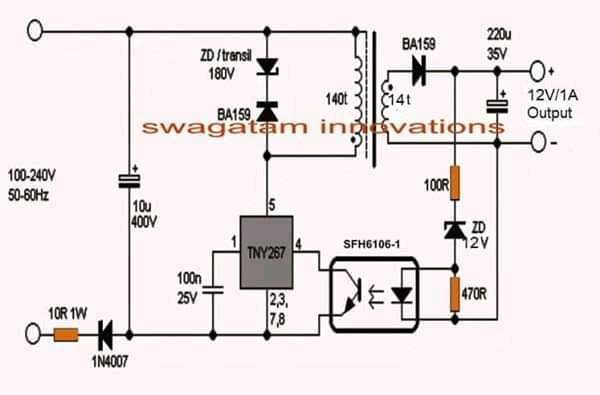 ZD / transil
180V
BA159
220u
35V
+
BA159
140t
14t
+
12V/1A
Output
-
swagatam innovations
100-240V
50-60Hz
+
10u
400V
100R
ZD
12V
5
1
TNY267
4
SFH6106-1
100n
25V
2,3,
7,8
470R
10R 1W
1N4007